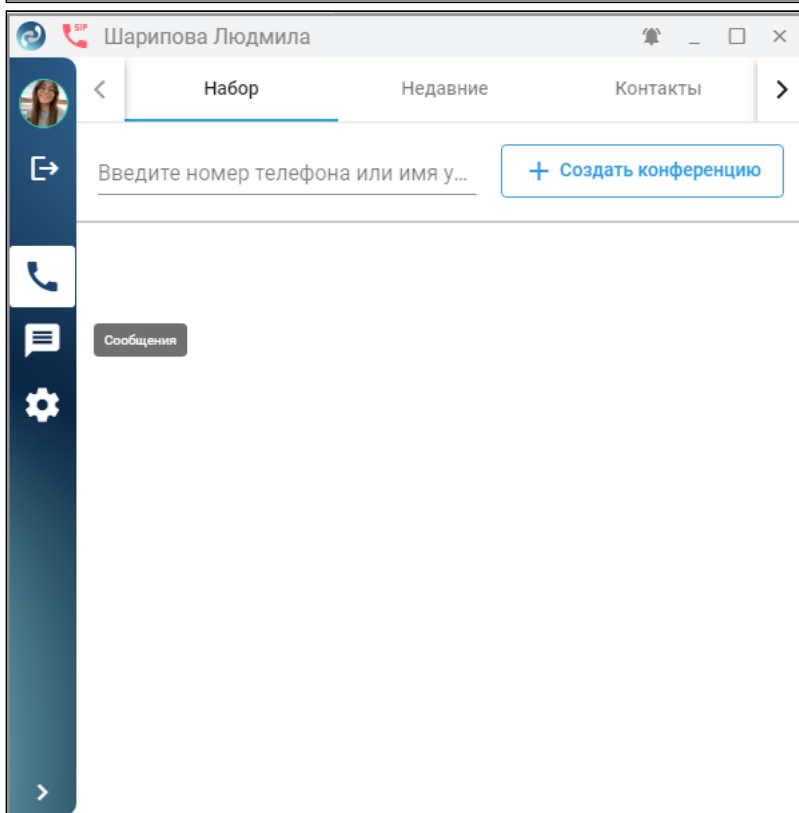 SIP Шарипова Людмила
Набор Недавние Контакты
Введите номер телефона или имя у...
+ Создать конференцию
Сообщения